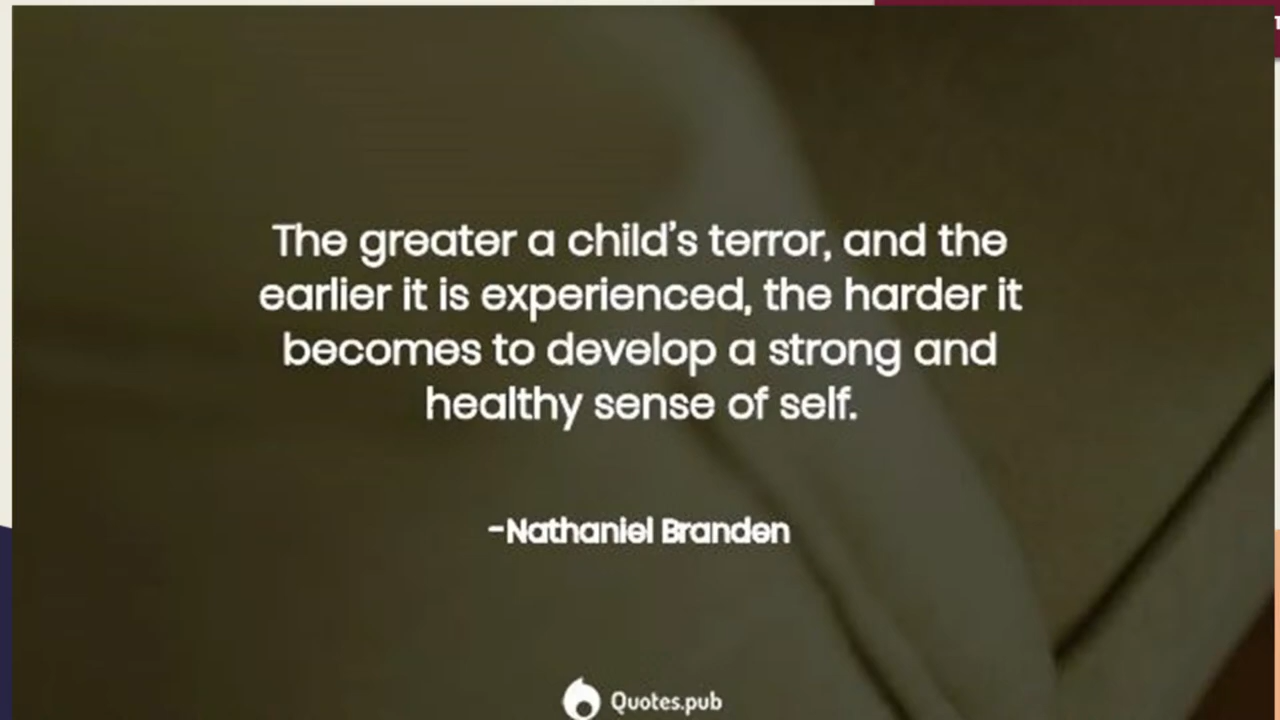 The greater a child's terror, and the
earlier it is experienced, the harder it
becomes to develop a strong and
healthy sense of self.
-Nathaniel Branden
Quotes.pub